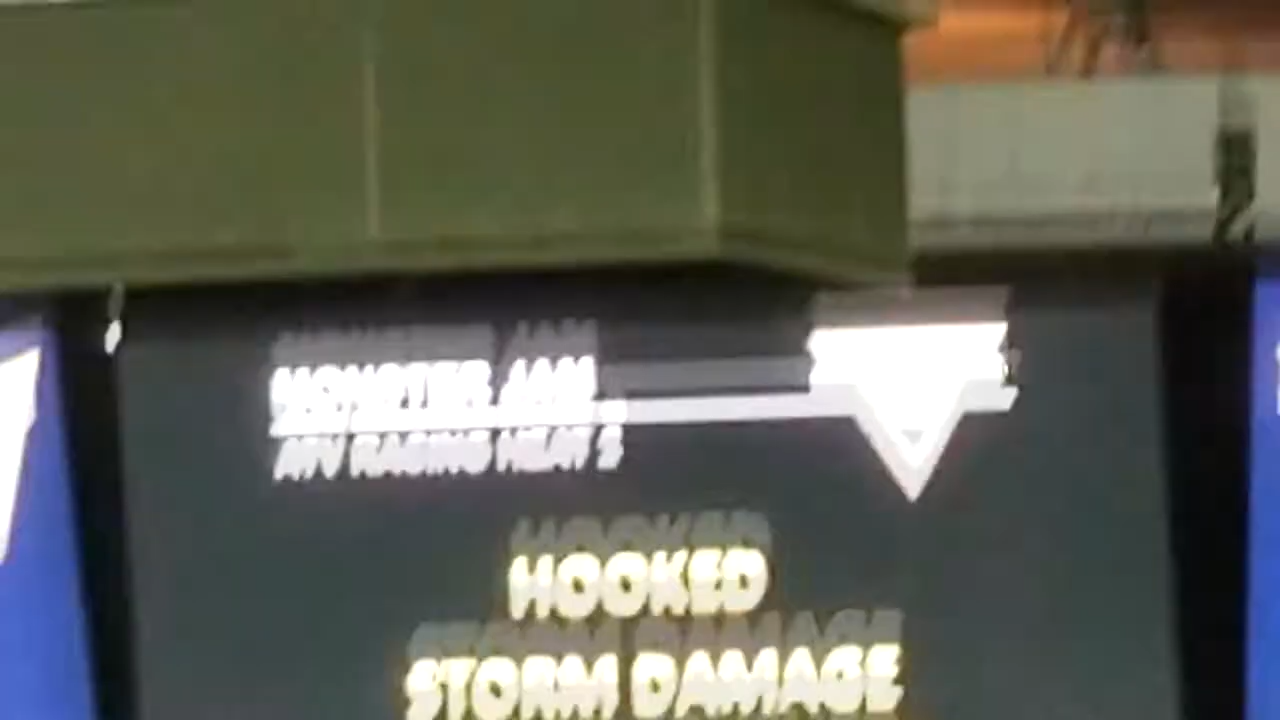 MONSTER JAM
ATV RACING HEAT 2
HOOKED
STORM DAMAGE